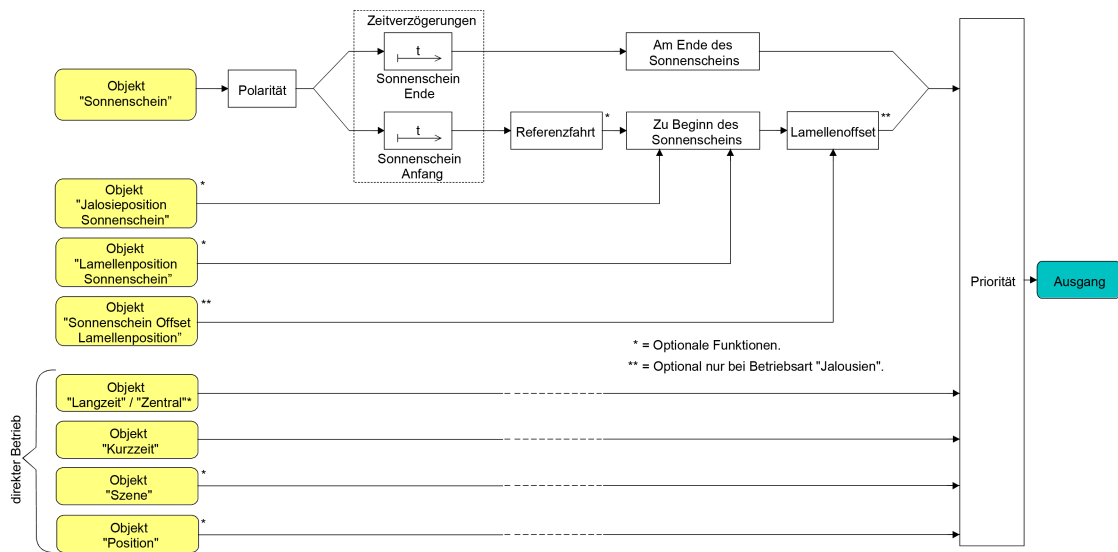 Zeitverzögerungen
t
Sonnenschein
Ende
Am Ende des
Sonnenscheins
Objekt
"Sonnenschein"
Polarität
t
Sonnenschein
Anfang
Referenzfahrt
*
Zu Beginn des
Sonnenscheins
Lamellenoffset
**
Objekt
"Jalosieposition
Sonnenschein"
*
Objekt
"Lamellenposition
Sonnenschein"
*
Objekt
"Sonnenschein Offset
Lamellenposition"
**
Priorität
Ausgang
* = Optionale Funktionen.
** = Optional nur bei Betriebsart "Jalousien".
direkter Betrieb
Objekt
"Langzeit" / "Zentral"*
Objekt
"Kurzzeit"
Objekt
"Szene"
*
Objekt
"Position"
*